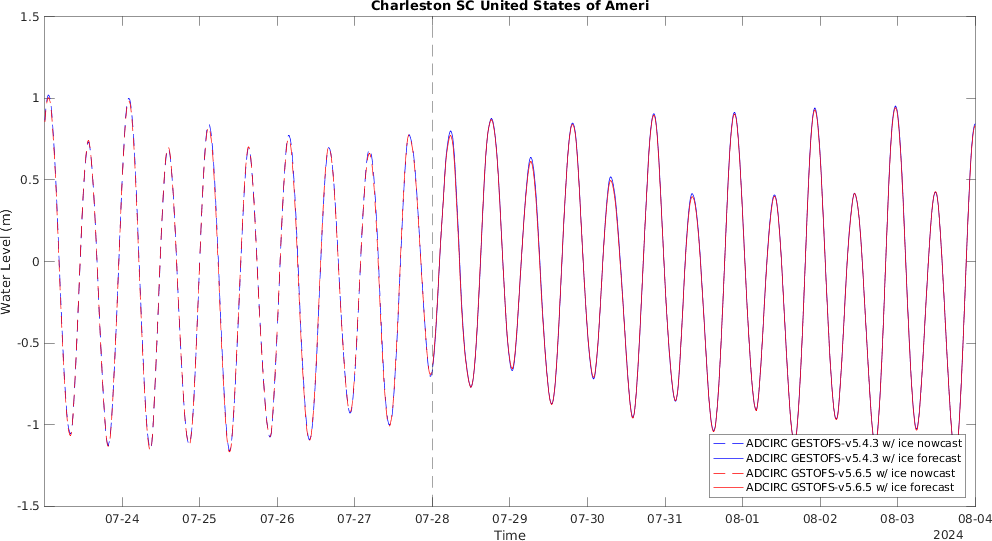 Charleston SC United States of Ameri
1.5
1
0.5
0
-0.5
-1
-1.5
Water Level (m)
ADCIRC GESTOFS-v5.4.3 w/ ice nowcast
ADCIRC GESTOFS-v5.4.3 w/ ice forecast
ADCIRC GSTOFS-v5.6.5 w/ ice nowcast
ADCIRC GSTOFS-v5.6.5 w/ ice forecast
07-24 07-25 07-26 07-27 07-28 07-29 07-30 07-31 08-01 08-02 08-03 08-04
Time
2024